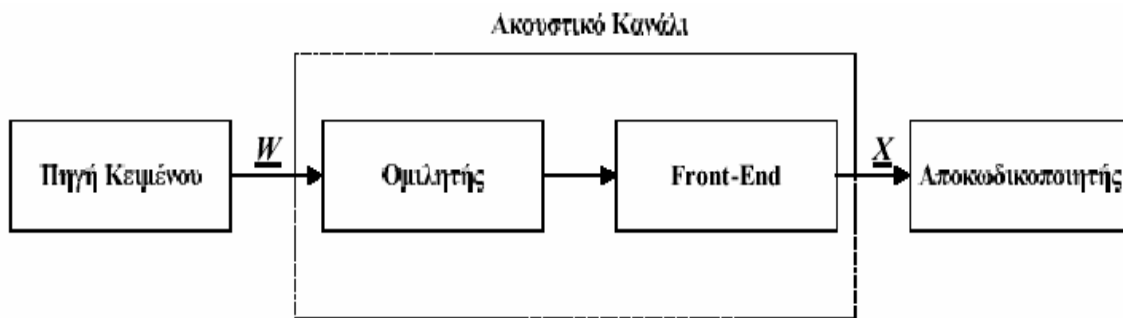 Ακουστικό Κανάλι
Πηγή Κειμένου
W
Ομιλητής
Front-End
X
Αποκωδικοποιητής